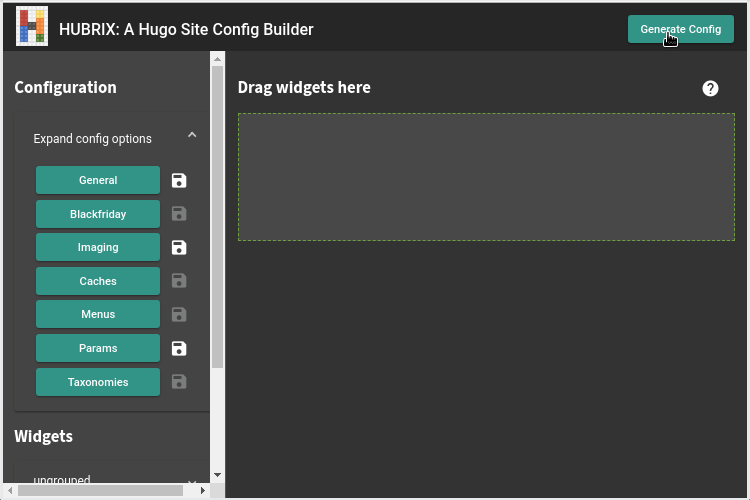 HUBRIX: A Hugo Site Config Builder
Generate Config
Configuration
Expand config options
General
Blackfriday
Imaging
Caches
Menus
Params
Taxonomies
Widgets
ungrouped
Drag widgets here
?